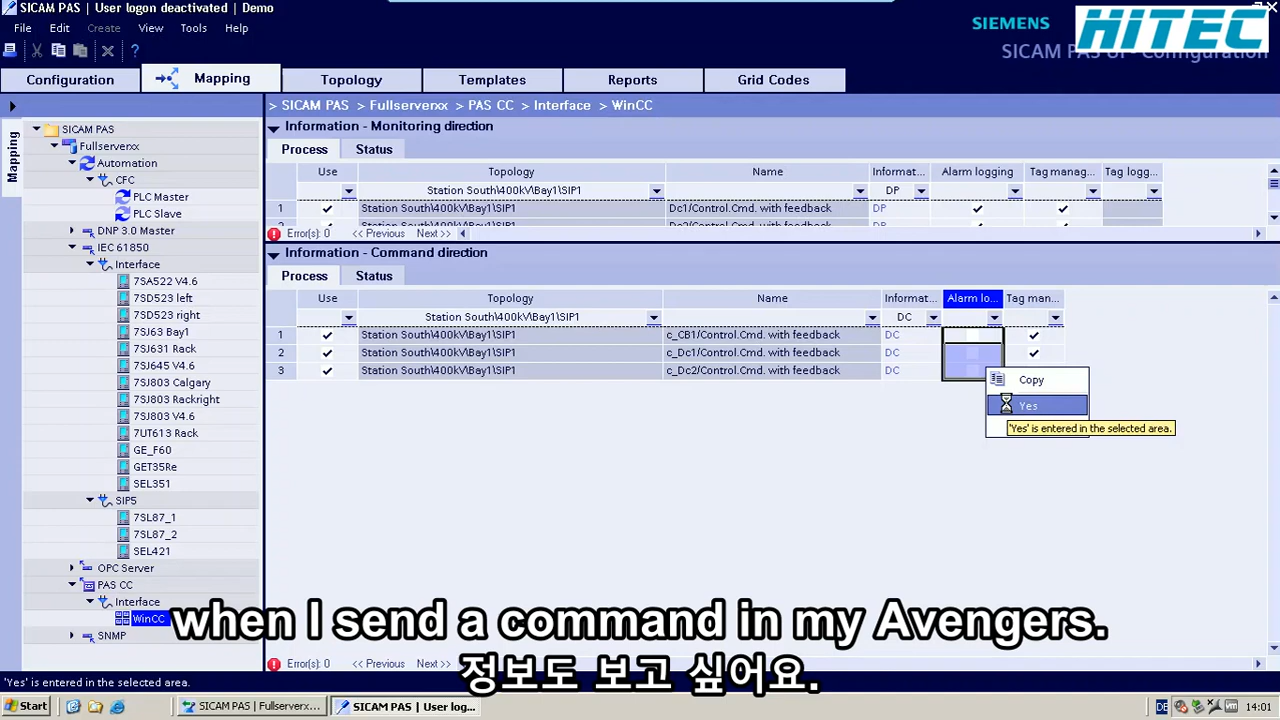 SICAM PAS | User logon deactivated | Demo
File Edit Create View Tools Help
SIEMENS
HITEC
Configuration Mapping Topology Templates Reports Grid Codes
> SICAM PAS > Fullserverxx > PAS CC > Interface > WinCC
Mapping
SICAM PAS
Fullserverxx
Automation
CFC
PLC Master
PLC Slave
DNP 3.0 Master
IEC 61850
Interface
7SA522 V4.6
7SD523 left
7SD523 right
7SJ63 Bay1
7SJ631 Rack
7SJ645 V4.6
7SJ803 Calgary
7SJ803 Rackright
7SJ803 V4.6
7UT613 Rack
GE_F60
GET35Re
SEL351
SIP5
7SL87_1
7SL87_2
SEL421
OPC Server
PAS CC
Interface
WinCC
SNMP
Information - Monitoring direction
Process Status
Use Topology Name Informat... Alarm logging Tag manag... Tag logg...
Station South\400kV\Bay1\SIP1 DP
1 Station South\400kV\Bay1\SIP1 Dc1/Control.Cmd. with feedback DP
Error(s): 0 << Previous Next >>
Information - Command direction
Process Status
Use Topology Name Informat... Alarm lo... Tag man...
Station South\400kV\Bay1\SIP1 DC
1 Station South\400kV\Bay1\SIP1 c_CB1/Control.Cmd. with feedback DC
2 Station South\400kV\Bay1\SIP1 c_Dc1/Control.Cmd. with feedback DC
3 Station South\400kV\Bay1\SIP1 c_Dc2/Control.Cmd. with feedback DC
Copy
Yes
'Yes' is entered in the selected area.
when I send a command in my Avengers.
정보도 보고 싶어요.
Error(s): 0 << Previous Next >>
'Yes' is entered in the selected area.
Start SICAM PAS | Fullserverx... SICAM PAS | User log... DE 14:01